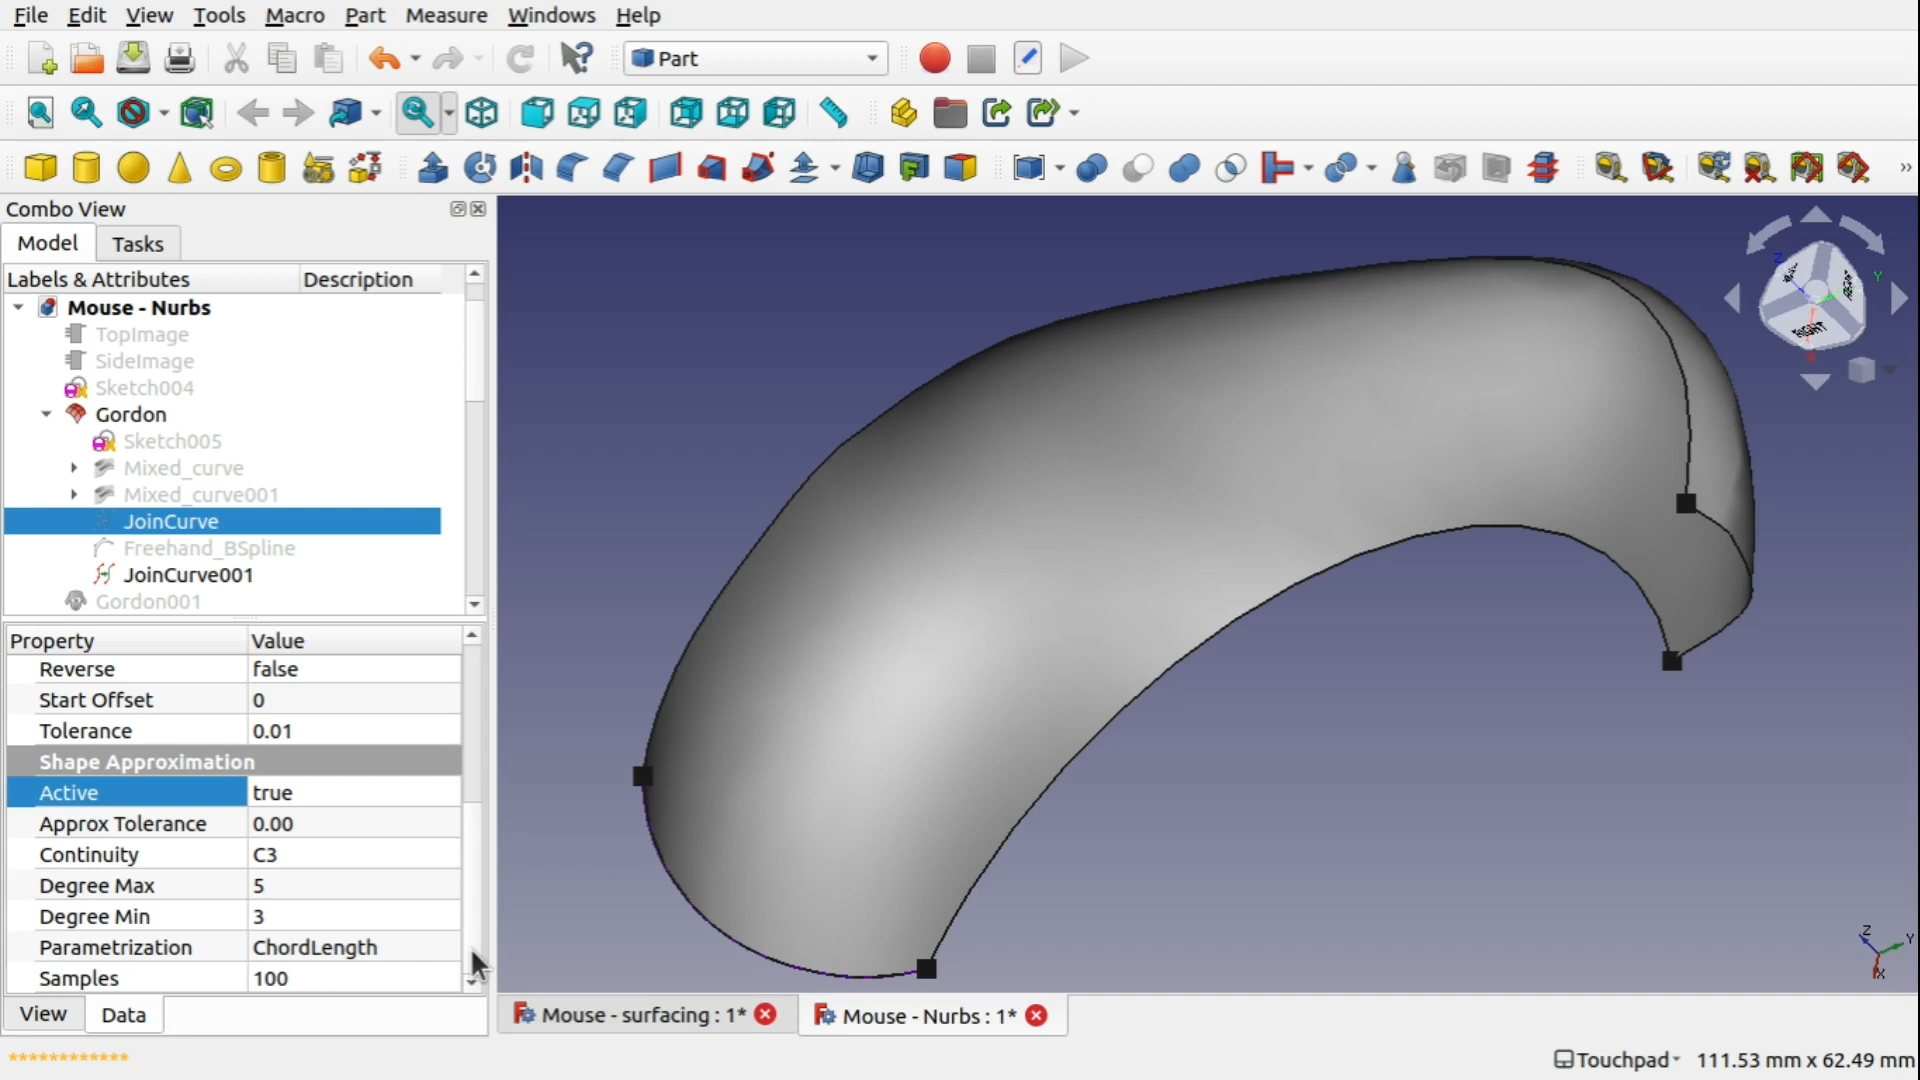 File Edit View Tools Macro Part Measure Windows Help
Part
Combo View
Model Tasks
Labels & Attributes Description
Mouse - Nurbs
TopImage
SideImage
Sketch004
Gordon
Sketch005
Mixed_curve
Mixed_curve001
JoinCurve
Freehand_BSpline
JoinCurve001
Gordon001
Property Value
Reverse false
Start Offset 0
Tolerance 0.01
Shape Approximation
Active true
Approx Tolerance 0.00
Continuity C3
Degree Max 5
Degree Min 3
Parametrization ChordLength
Samples 100
View Data
Z Y
RIGHT
Z Y
X
Mouse - surfacing : 1* Mouse - Nurbs : 1*
************
Touchpad 111.53 mm x 62.49 mm